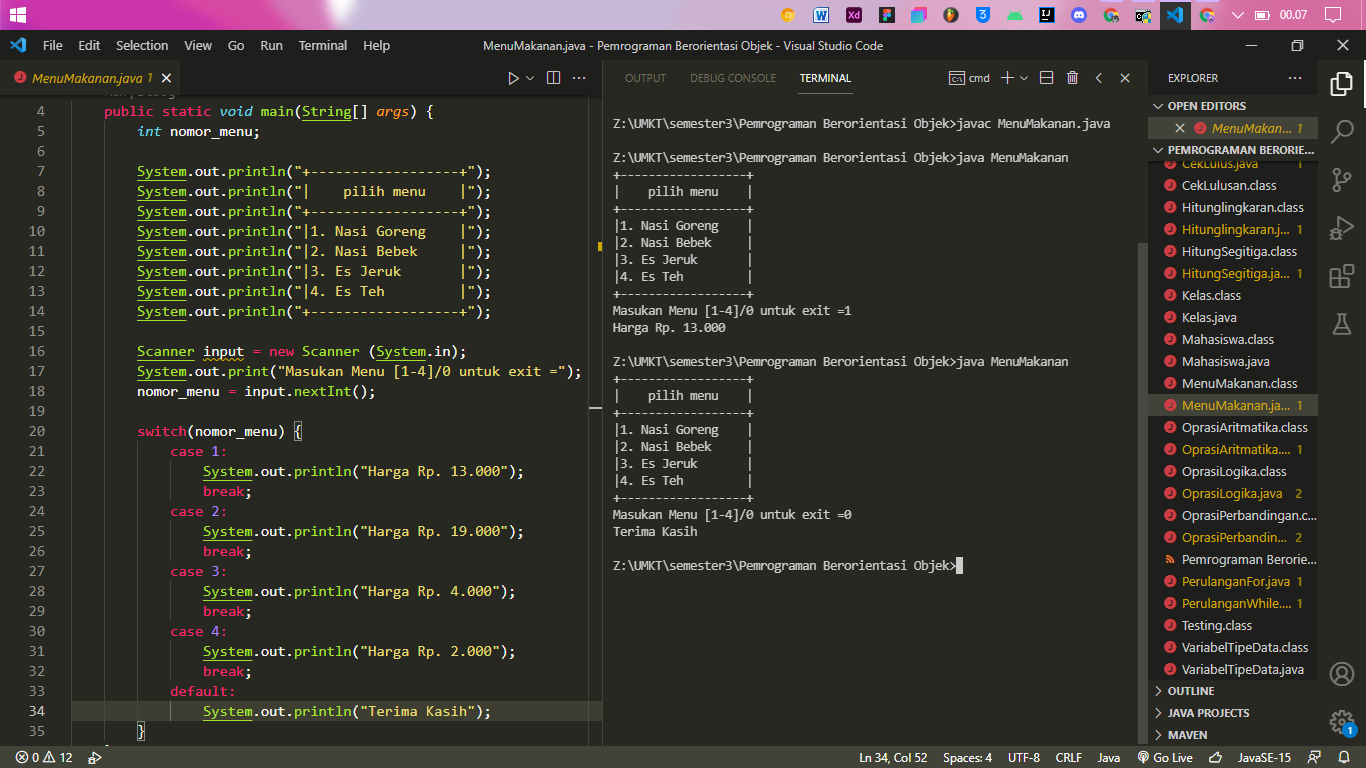 00.07
File Edit Selection View Go Run Terminal Help
MenuMakanan.java - Pemrograman Berorientasi Objek - Visual Studio Code
MenuMakanan.java 1
4 public static void main(String[] args) {
5 int nomor_menu;
6
7 System.out.println("+------------------+");
8 System.out.println("|    pilih menu    |");
9 System.out.println("+------------------+");
10 System.out.println("|1. Nasi Goreng    |");
11 System.out.println("|2. Nasi Bebek     |");
12 System.out.println("|3. Es Jeruk       |");
13 System.out.println("|4. Es Teh         |");
14 System.out.println("+------------------+");
15
16 Scanner input = new Scanner (System.in);
17 System.out.print("Masukan Menu [1-4]/0 untuk exit =");
18 nomor_menu = input.nextInt();
19
20 switch(nomor_menu) {
21 case 1:
22 System.out.println("Harga Rp. 13.000");
23 break;
24 case 2:
25 System.out.println("Harga Rp. 19.000");
26 break;
27 case 3:
28 System.out.println("Harga Rp. 4.000");
29 break;
30 case 4:
31 System.out.println("Harga Rp. 2.000");
32 break;
33 default:
34 System.out.println("Terima Kasih");
35 }
OUTPUT DEBUG CONSOLE TERMINAL
cmd
Z:\UMKT\semester3\Pemrograman Berorientasi Objek>javac MenuMakanan.java
Z:\UMKT\semester3\Pemrograman Berorientasi Objek>java MenuMakanan
+------------------+
|    pilih menu    |
+------------------+
|1. Nasi Goreng    |
|2. Nasi Bebek     |
|3. Es Jeruk       |
|4. Es Teh         |
+------------------+
Masukan Menu [1-4]/0 untuk exit =1
Harga Rp. 13.000
Z:\UMKT\semester3\Pemrograman Berorientasi Objek>java MenuMakanan
+------------------+
|    pilih menu    |
+------------------+
|1. Nasi Goreng    |
|2. Nasi Bebek     |
|3. Es Jeruk       |
|4. Es Teh         |
+------------------+
Masukan Menu [1-4]/0 untuk exit =0
Terima Kasih
Z:\UMKT\semester3\Pemrograman Berorientasi Objek>
EXPLORER
OPEN EDITORS
MenuMakan... 1
PEMROGRAMAN BERORIE...
CekLulus.java 1
CekLulusan.class
Hitunglingkaran.class
Hitunglingkaran.j... 1
HitungSegitiga.class
HitungSegitiga.ja... 1
Kelas.class
Kelas.java
Mahasiswa.class
Mahasiswa.java
MenuMakanan.class
MenuMakanan.ja... 1
OprasiAritmatika.class
OprasiAritmatika.... 1
OprasiLogika.class
OprasiLogika.java 2
OprasiPerbandingan.c...
OprasiPerbandin... 2
Pemrograman Berorie...
PerulanganFor.java 1
PerulanganWhile.... 1
Testing.class
VariabelTipeData.class
VariabelTipeData.java
OUTLINE
JAVA PROJECTS
MAVEN
1
0 12
Ln 34, Col 52 Spaces: 4 UTF-8 CRLF Java Go Live JavaSE-15